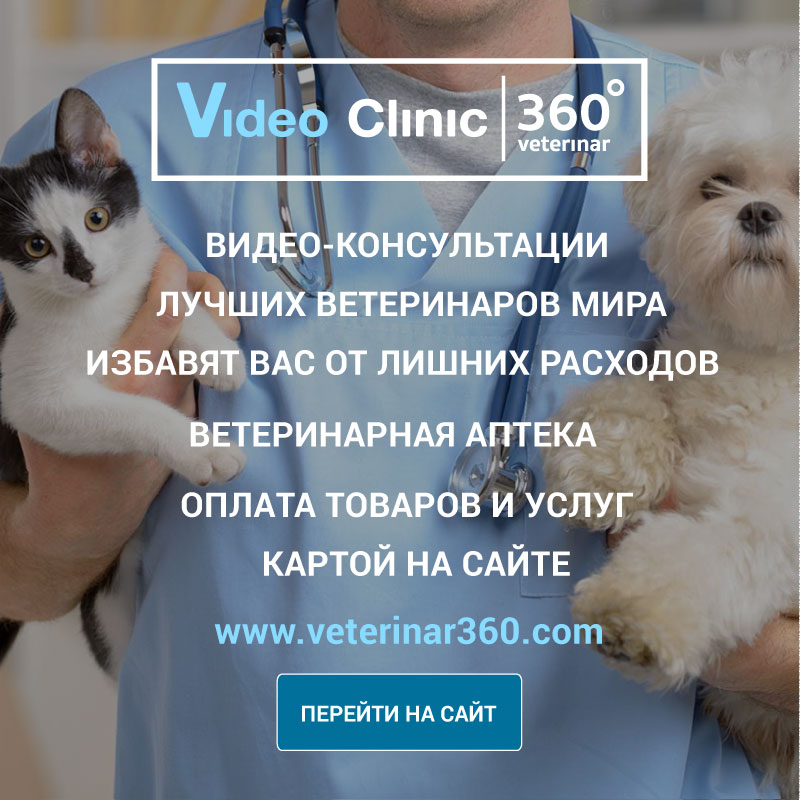 Video Clinic 360°
veterinar
ВИДЕО-КОНСУЛЬТАЦИИ
ЛУЧШИХ ВЕТЕРИНАРОВ МИРА
ИЗБАВЯТ ВАС ОТ ЛИШНИХ РАСХОДОВ
ВЕТЕРИНАРНАЯ АПТЕКА
ОПЛАТА ТОВАРОВ И УСЛУГ
КАРТОЙ НА САЙТЕ
www.veterinar360.com
ПЕРЕЙТИ НА САЙТ